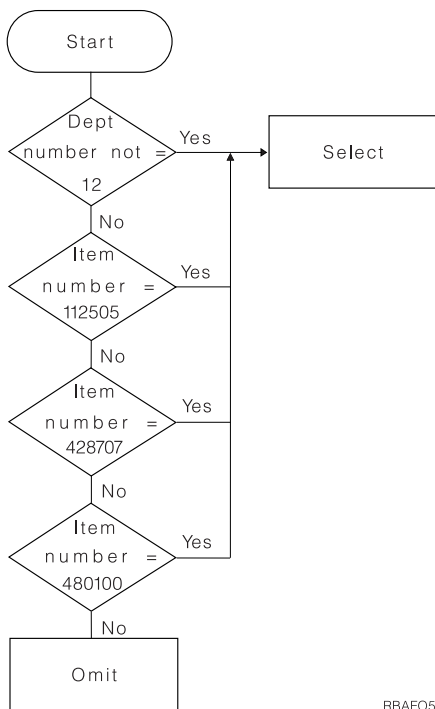 Start
Dept
number not =
12
Yes
Select
No
Item
number =
112505
Yes
No
Item
number =
428707
Yes
No
Item
number =
480100
Yes
No
Omit
RBAFO5